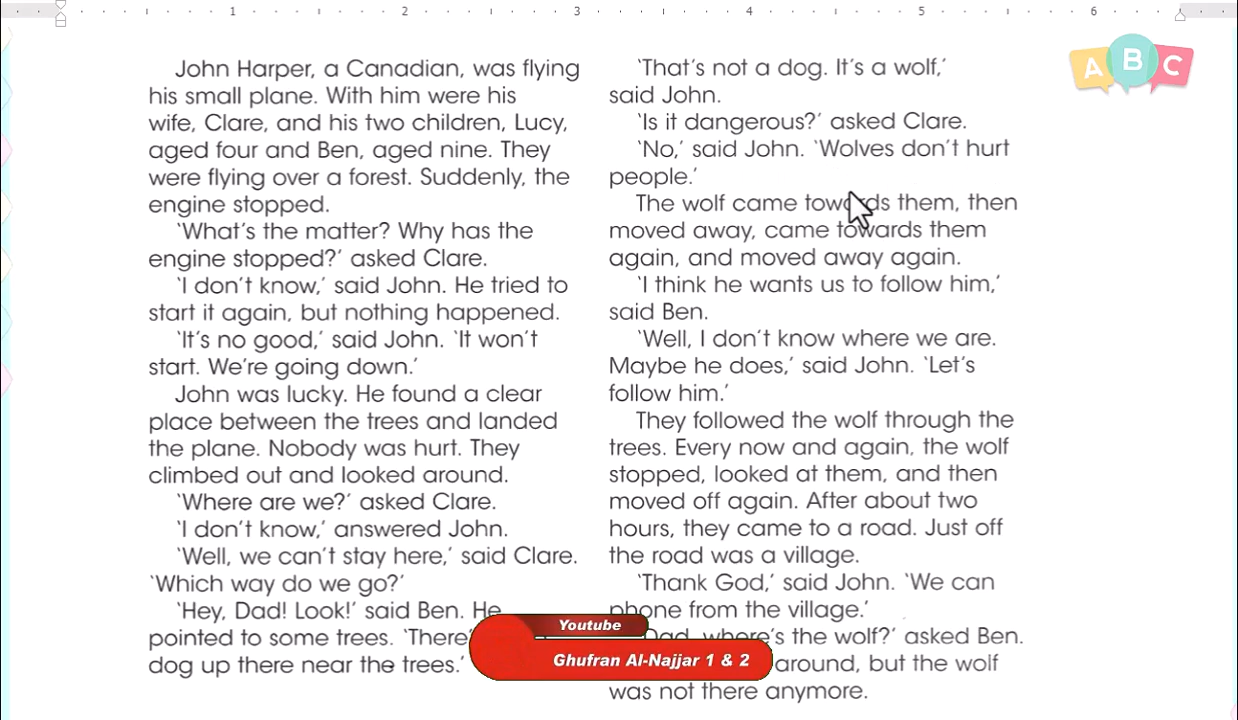 1 2 3 4 5 6
A B C
John Harper, a Canadian, was flying
his small plane. With him were his
wife, Clare, and his two children, Lucy,
aged four and Ben, aged nine. They
were flying over a forest. Suddenly, the
engine stopped.
‘What’s the matter? Why has the
engine stopped?’ asked Clare.
‘I don’t know,’ said John. He tried to
start it again, but nothing happened.
‘It’s no good,’ said John. ‘It won’t
start. We’re going down.’
John was lucky. He found a clear
place between the trees and landed
the plane. Nobody was hurt. They
climbed out and looked around.
‘Where are we?’ asked Clare.
‘I don’t know,’ answered John.
‘Well, we can’t stay here,’ said Clare.
‘Which way do we go?’
‘Hey, Dad! Look!’ said Ben. He
pointed to some trees. ‘There’
dog up there near the trees.’
‘That’s not a dog. It’s a wolf,’
said John.
‘Is it dangerous?’ asked Clare.
‘No,’ said John. ‘Wolves don’t hurt
people.’
The wolf came towards them, then
moved away, came towards them
again, and moved away again.
‘I think he wants us to follow him,’
said Ben.
‘Well, I don’t know where we are.
Maybe he does,’ said John. ‘Let’s
follow him.’
They followed the wolf through the
trees. Every now and again, the wolf
stopped, looked at them, and then
moved off again. After about two
hours, they came to a road. Just off
the road was a village.
‘Thank God,’ said John. ‘We can
phone from the village.’
Dad, where’s the wolf?’ asked Ben.
around, but the wolf
was not there anymore.
Youtube
Ghufran Al-Najjar 1 & 2